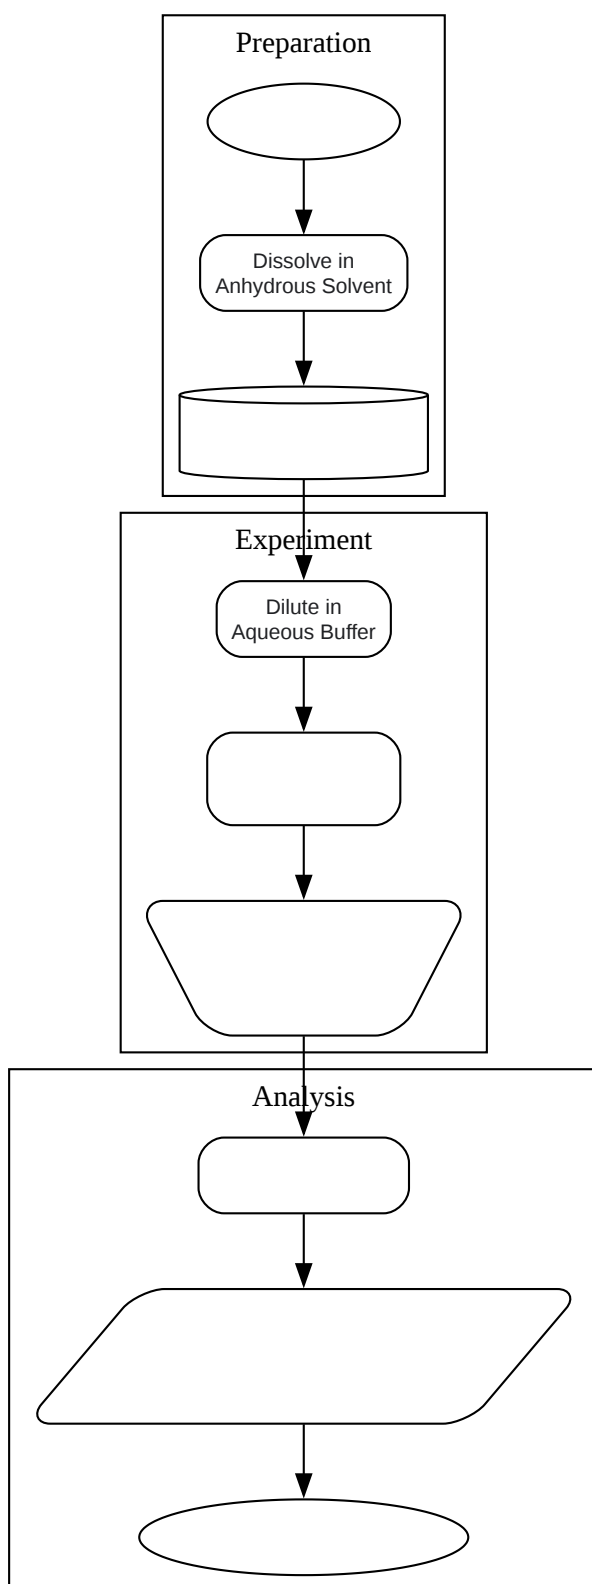 Preparation
Dissolve in
Anhydrous Solvent
Experiment
Dilute in
Aqueous Buffer
Analysis